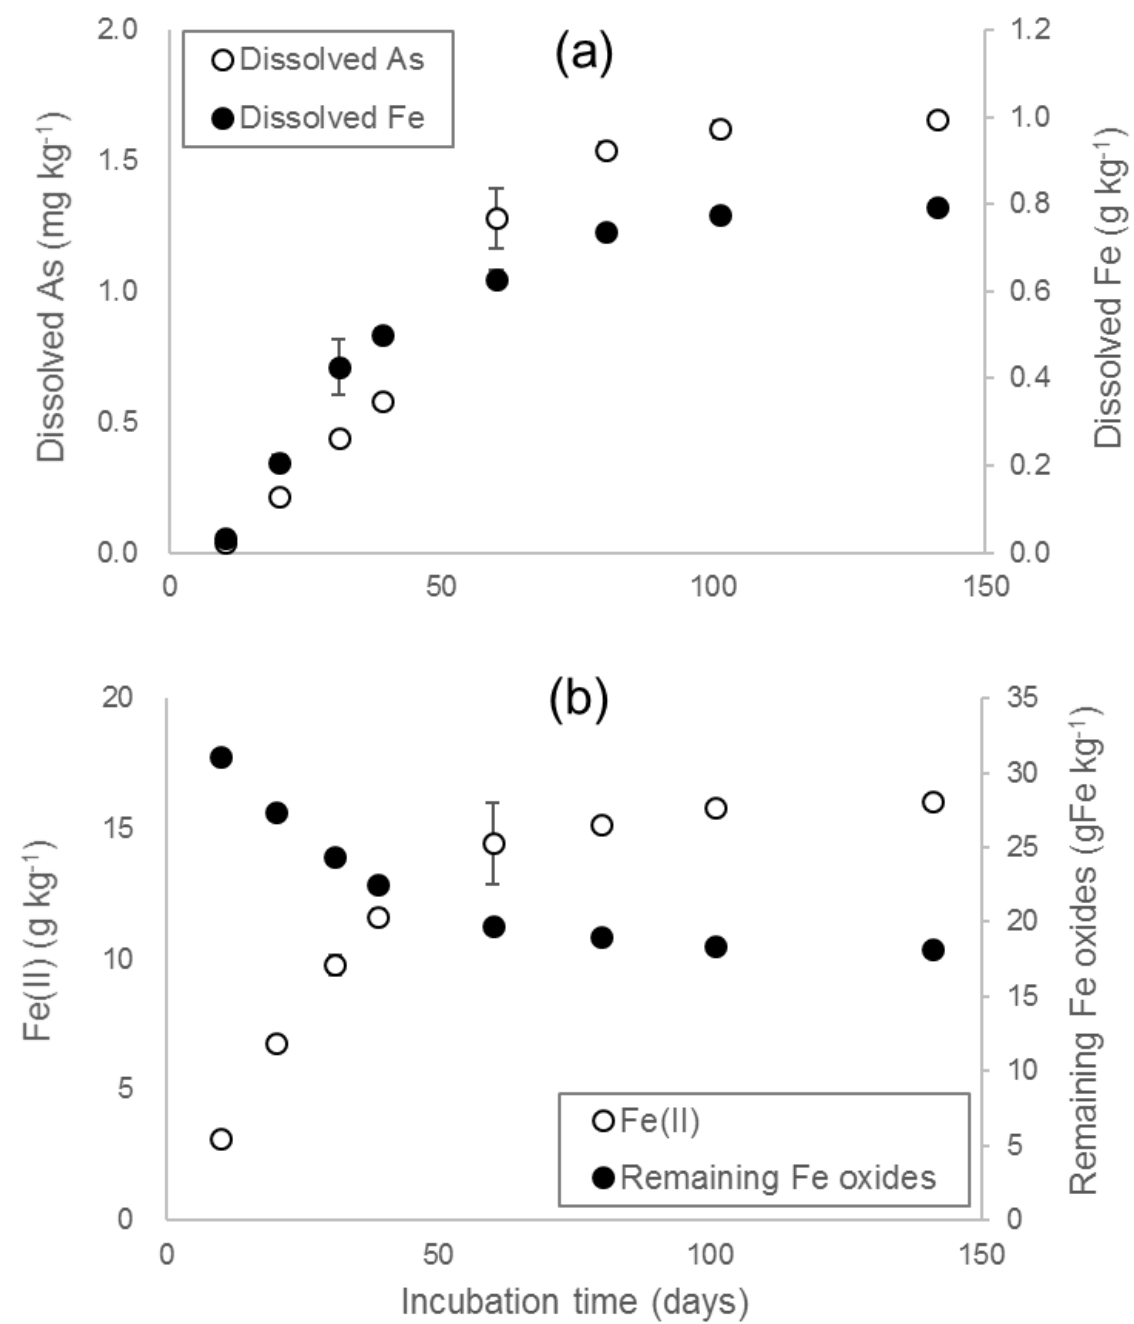 (a)
Dissolved As
Dissolved Fe
Dissolved As (mg kg⁻¹)
2.0
1.5
1.0
0.5
0.0
Dissolved Fe (g kg⁻¹)
1.2
1.0
0.8
0.6
0.4
0.2
0.0
0 50 100 150
(b)
Fe(II) (g kg⁻¹)
20
15
10
5
0
Remaining Fe oxides (gFe kg⁻¹)
35
30
25
20
15
10
5
0
Fe(II)
Remaining Fe oxides
0 50 100 150
Incubation time (days)